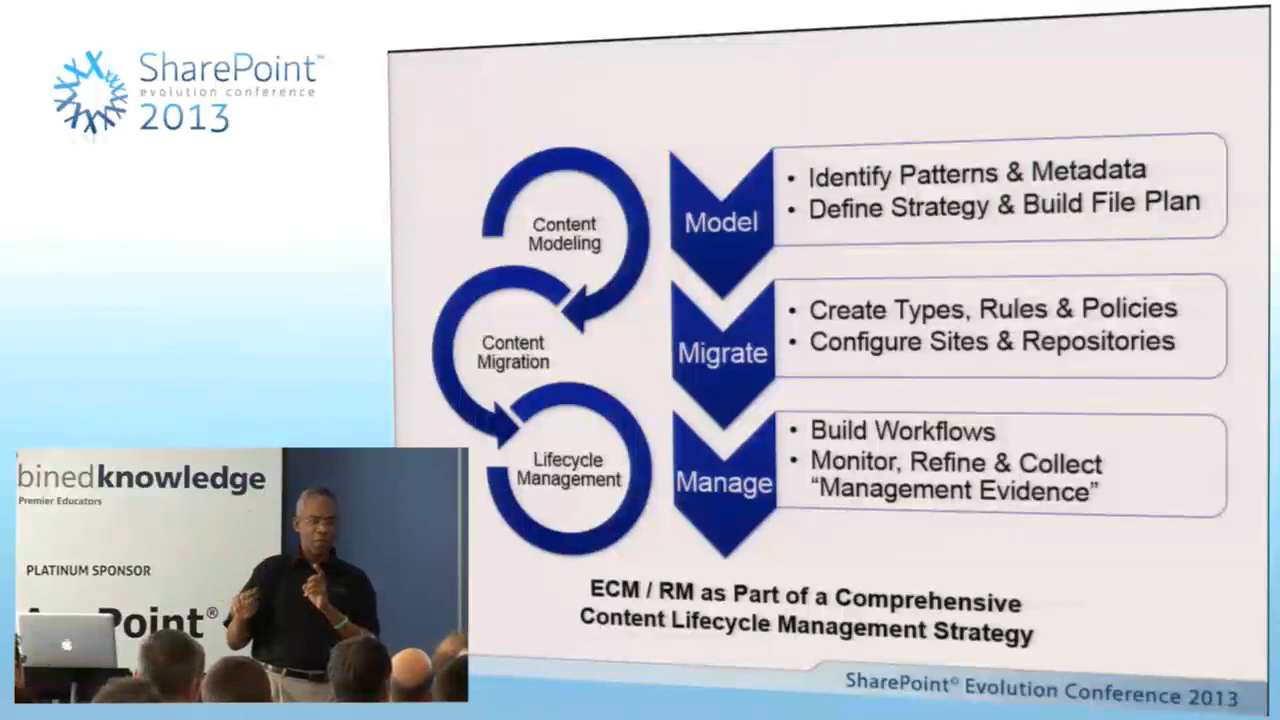 SharePoint™
evolution conference
2013
Content
Modeling
Content
Migration
Lifecycle
Management
Model
• Identify Patterns & Metadata
• Define Strategy & Build File Plan
Migrate
• Create Types, Rules & Policies
• Configure Sites & Repositories
Manage
• Build Workflows
• Monitor, Refine & Collect
“Management Evidence”
ECM / RM as Part of a Comprehensive
Content Lifecycle Management Strategy
SharePoint® Evolution Conference 2013
binedknowledge
Premier Educators
PLATINUM SPONSOR
Point®